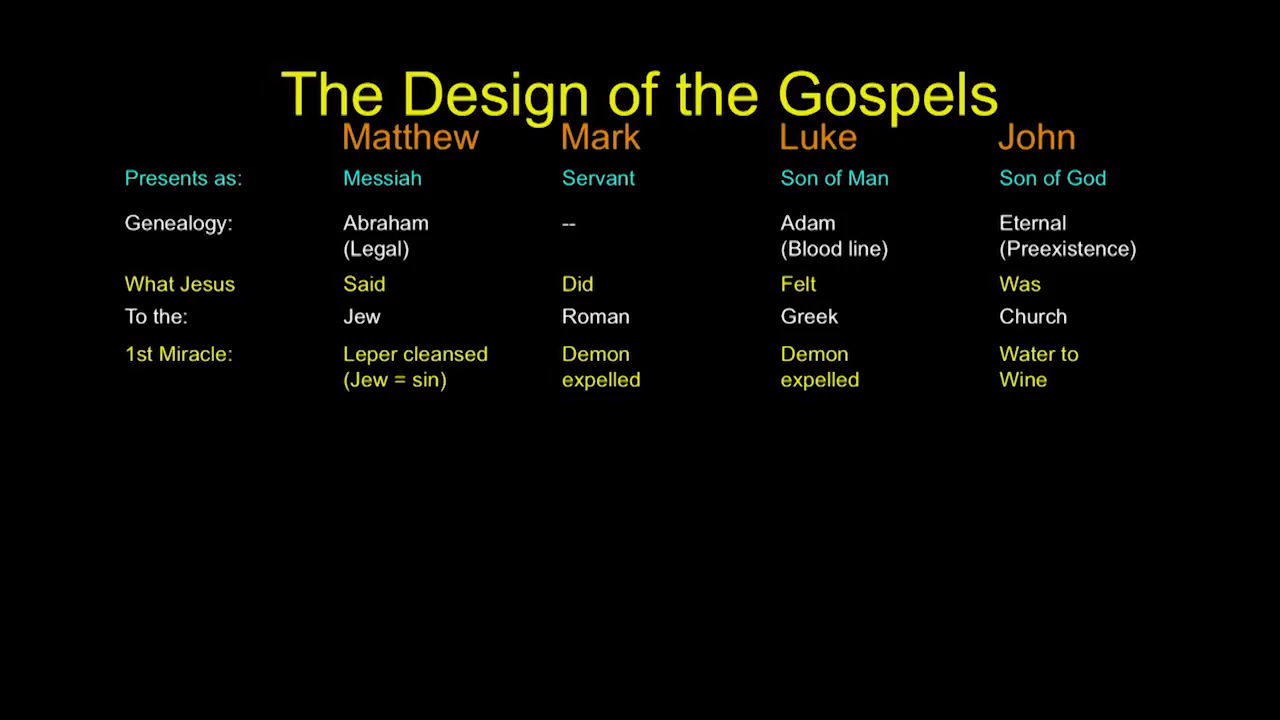 The Design of the Gospels
Matthew Mark Luke John
Presents as: Messiah Servant Son of Man Son of God
Genealogy: Abraham -- Adam Eternal
(Legal) (Blood line) (Preexistence)
What Jesus Said Did Felt Was
To the: Jew Roman Greek Church
1st Miracle: Leper cleansed Demon Demon Water to
(Jew = sin) expelled expelled Wine